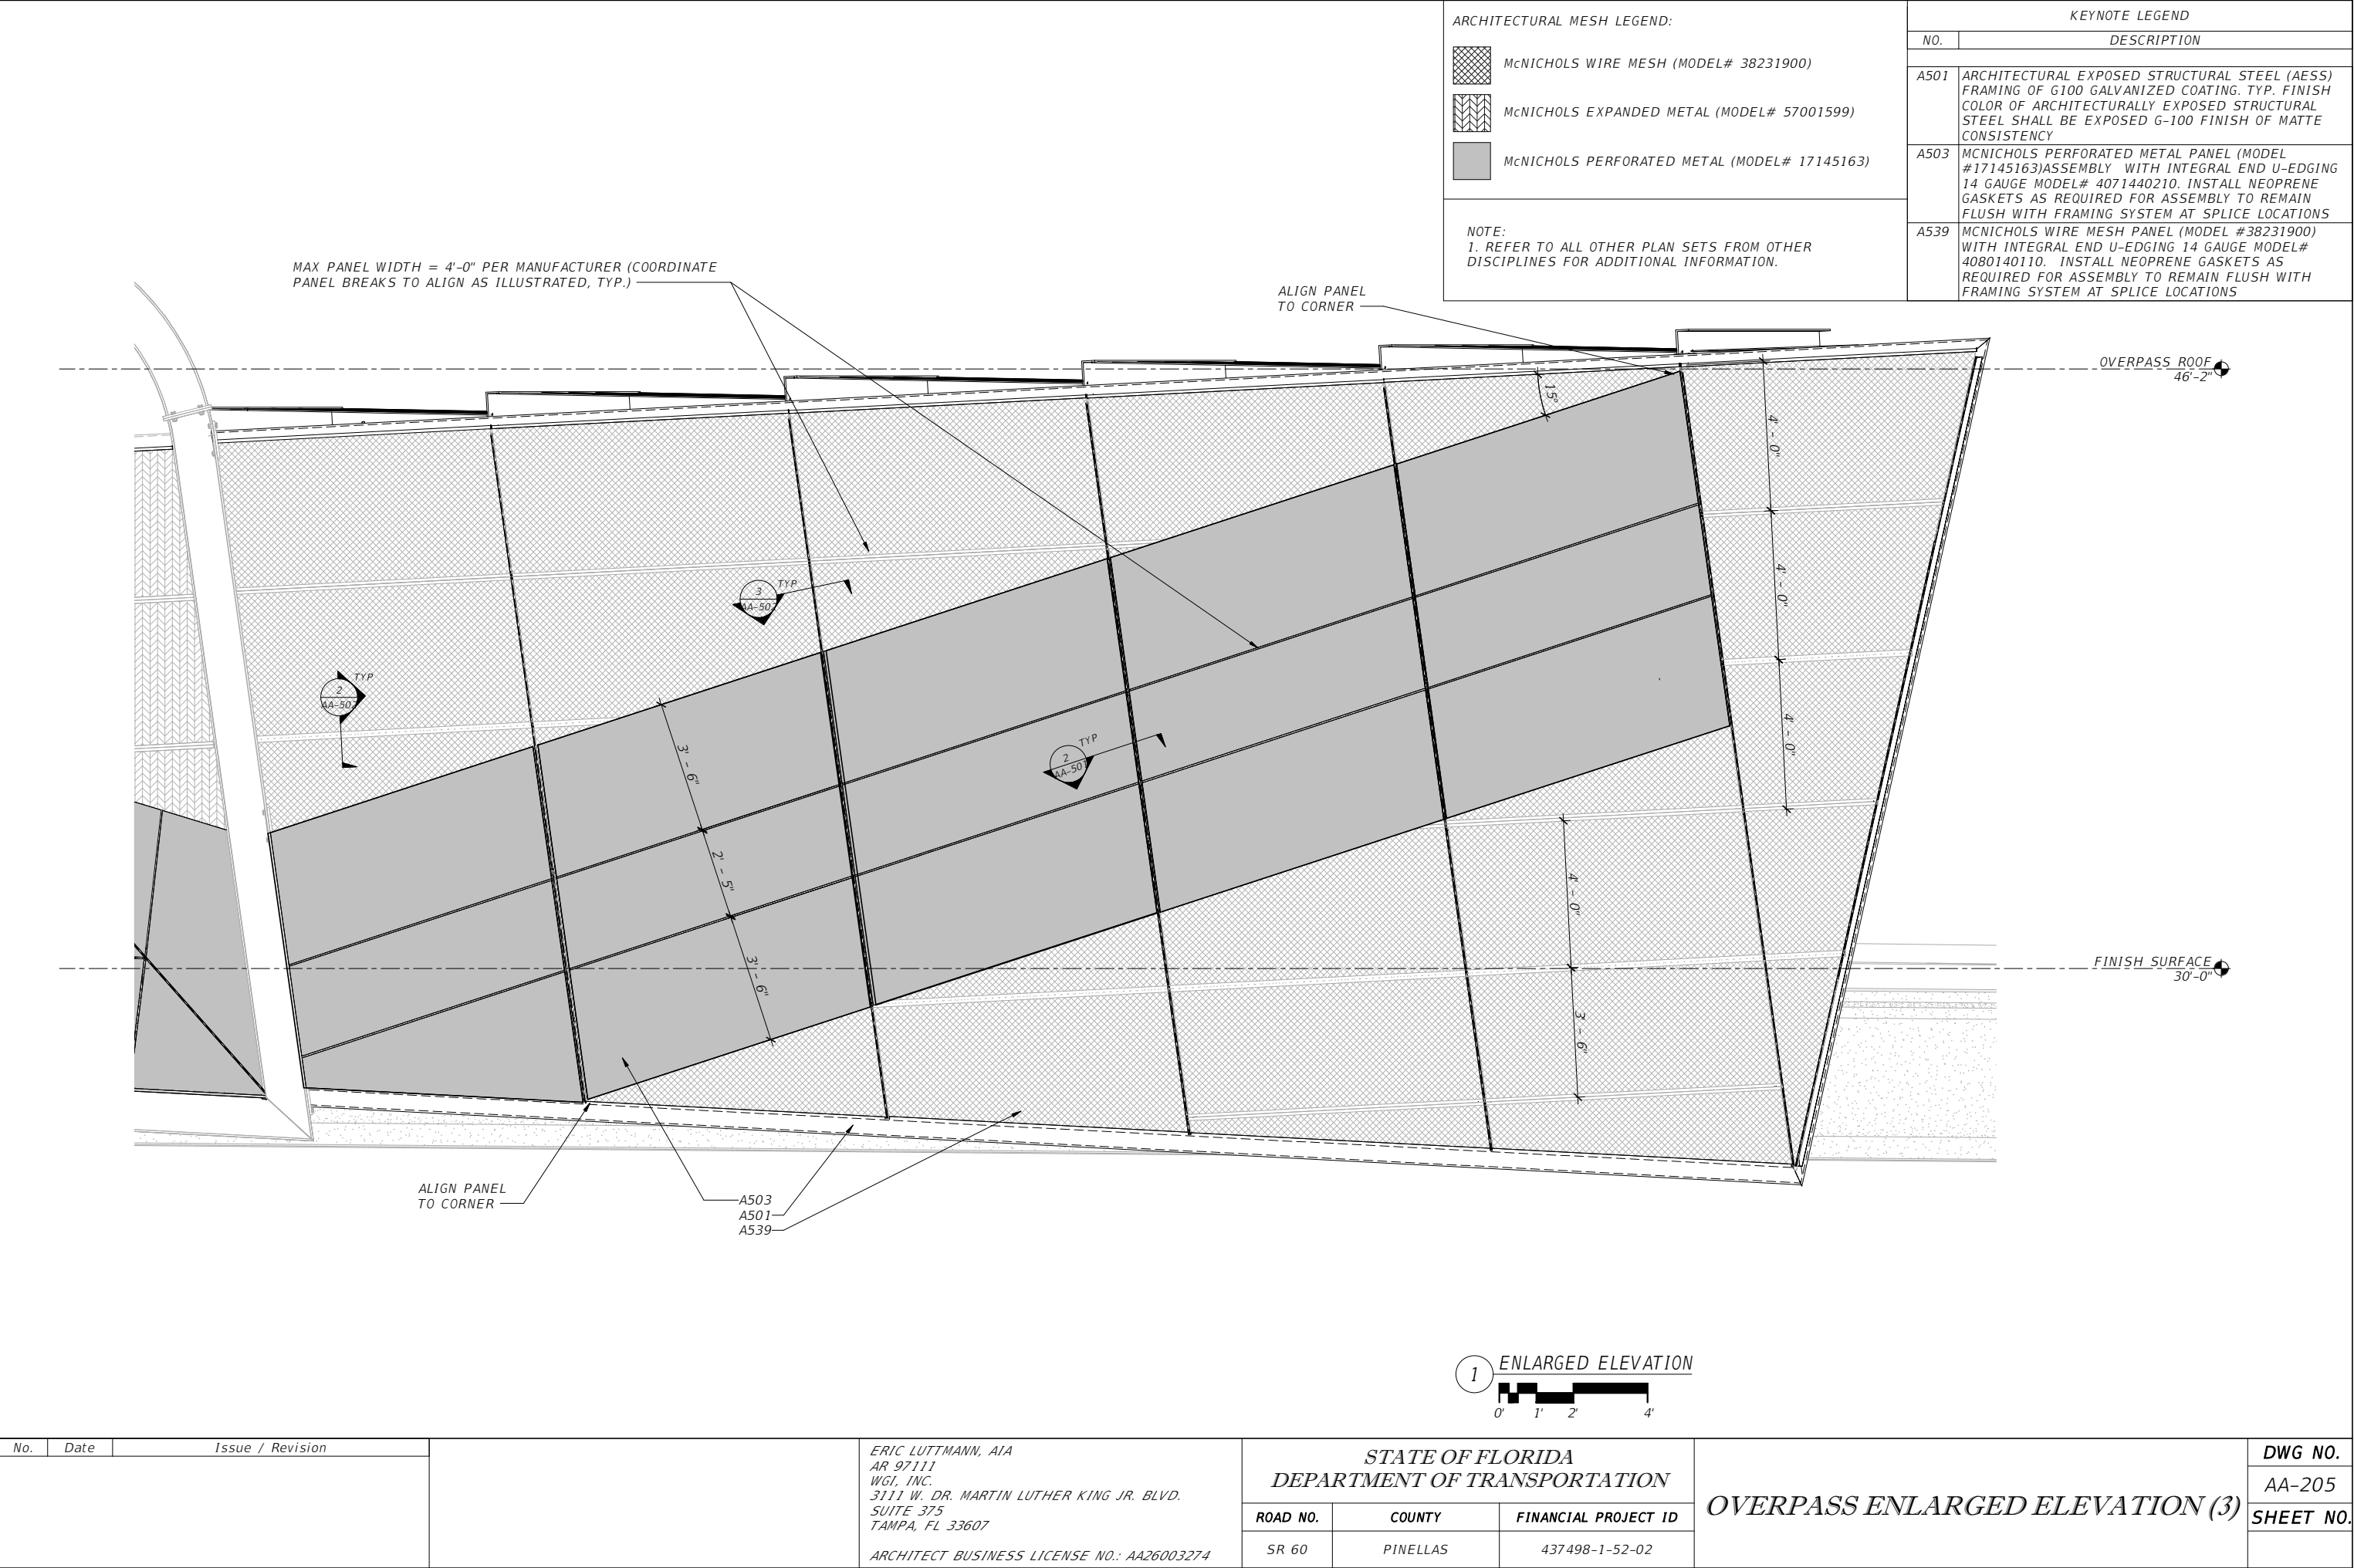 ARCHITECTURAL MESH LEGEND:
McNICHOLS WIRE MESH (MODEL# 38231900)
McNICHOLS EXPANDED METAL (MODEL# 57001599)
McNICHOLS PERFORATED METAL (MODEL# 17145163)
NOTE:
1. REFER TO ALL OTHER PLAN SETS FROM OTHER
DISCIPLINES FOR ADDITIONAL INFORMATION.
KEYNOTE LEGEND
NO. DESCRIPTION
A501 ARCHITECTURAL EXPOSED STRUCTURAL STEEL (AESS)
FRAMING OF G100 GALVANIZED COATING. TYP. FINISH
COLOR OF ARCHITECTURALLY EXPOSED STRUCTURAL
STEEL SHALL BE EXPOSED G-100 FINISH OF MATTE
CONSISTENCY
A503 MCNICHOLS PERFORATED METAL PANEL (MODEL
#17145163)ASSEMBLY WITH INTEGRAL END U-EDGING
14 GAUGE MODEL# 4071440210. INSTALL NEOPRENE
GASKETS AS REQUIRED FOR ASSEMBLY TO REMAIN
FLUSH WITH FRAMING SYSTEM AT SPLICE LOCATIONS
A539 MCNICHOLS WIRE MESH PANEL (MODEL #38231900)
WITH INTEGRAL END U-EDGING 14 GAUGE MODEL#
4080140110. INSTALL NEOPRENE GASKETS AS
REQUIRED FOR ASSEMBLY TO REMAIN FLUSH WITH
FRAMING SYSTEM AT SPLICE LOCATIONS
MAX PANEL WIDTH = 4'-0" PER MANUFACTURER (COORDINATE
PANEL BREAKS TO ALIGN AS ILLUSTRATED, TYP.)
ALIGN PANEL
TO CORNER
OVERPASS ROOF
46'-2"
15°
4' - 0"
4' - 0"
4' - 0"
4' - 0"
3' - 6"
3
AA-502
TYP
2
AA-502
TYP
2
AA-501
TYP
3' - 6"
2' - 5"
3' - 6"
FINISH SURFACE
30'-0"
ALIGN PANEL
TO CORNER
A503
A501
A539
1 ENLARGED ELEVATION
0' 1' 2' 4'
No. Date Issue / Revision
ERIC LUTTMANN, AIA
AR 97111
WGI, INC.
3111 W. DR. MARTIN LUTHER KING JR. BLVD.
SUITE 375
TAMPA, FL 33607
ARCHITECT BUSINESS LICENSE NO.: AA26003274
STATE OF FLORIDA
DEPARTMENT OF TRANSPORTATION
ROAD NO. COUNTY FINANCIAL PROJECT ID
SR 60 PINELLAS 437498-1-52-02
OVERPASS ENLARGED ELEVATION (3)
DWG NO.
AA-205
SHEET NO.